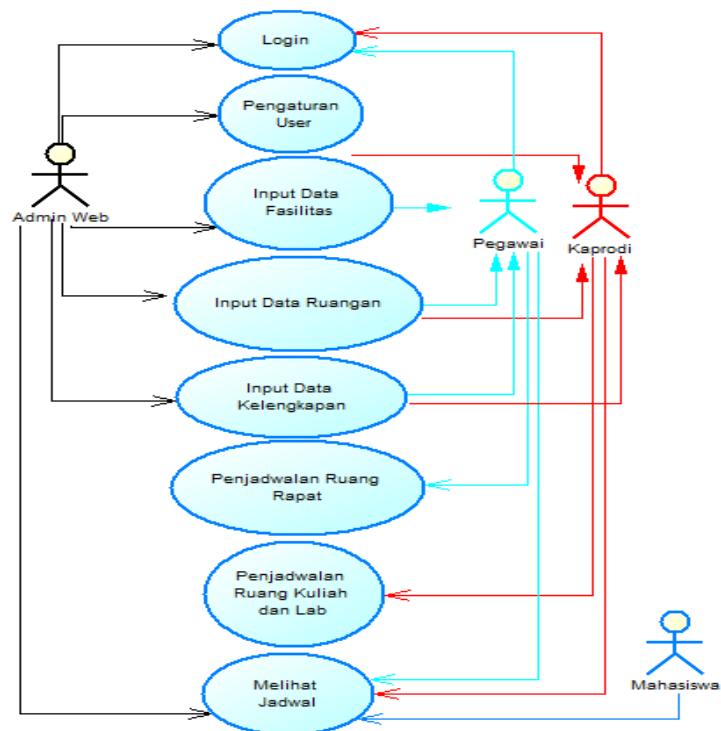 Login
Pengaturan
User
Admin Web
Input Data
Fasilitas
Pegawai
Kaprodi
Input Data Ruangan
Input Data
Kelengkapan
Penjadwalan Ruang
Rapat
Penjadwalan
Ruang Kuliah
dan Lab
Melihat
Jadwal
Mahasiswa